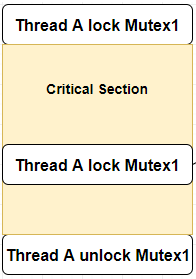 Thread A lock Mutex1
Critical Section
Thread A lock Mutex1
Thread A unlock Mutex1